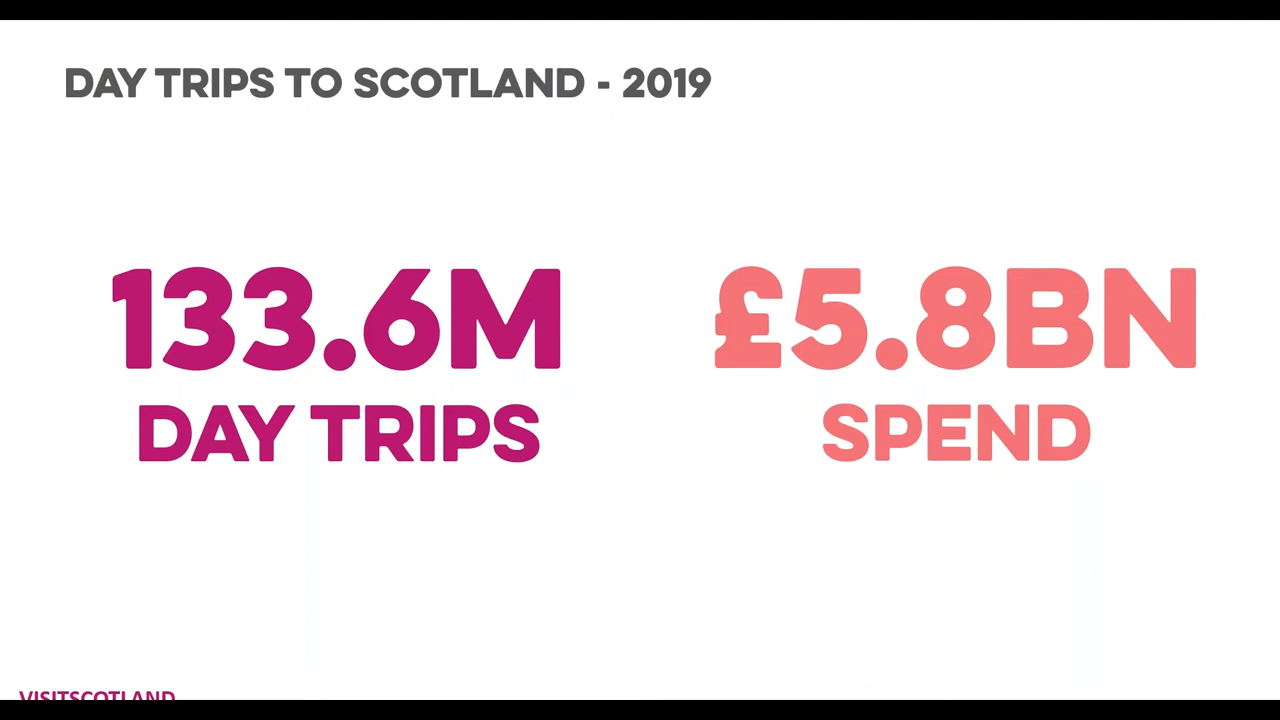 DAY TRIPS TO SCOTLAND - 2019
133.6M
DAY TRIPS
£5.8BN
SPEND
VISITSCOTLAND